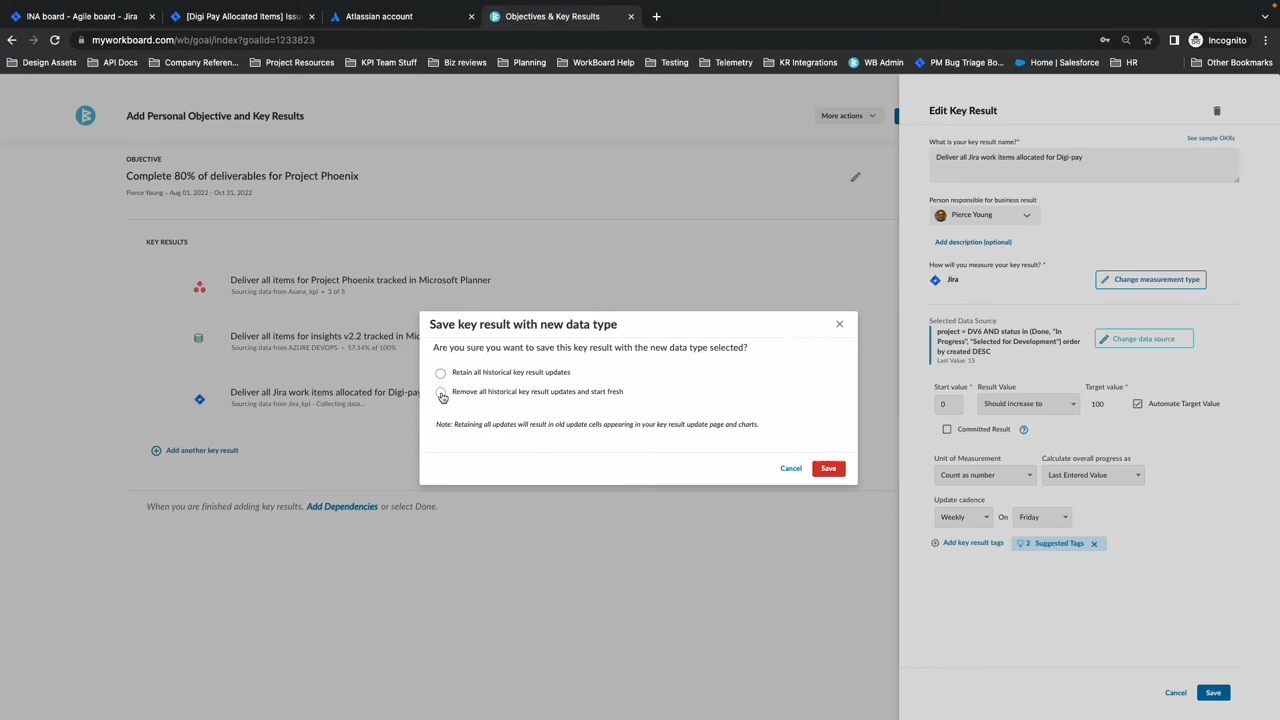 INA board - Agile board - Jira
[Digi Pay Allocated Items] Issu
Atlassian account
Objectives & Key Results
myworkboard.com/wb/goal/index?goalId=1233823
Incognito
Design Assets
API Docs
Company Referen...
Project Resources
KPI Team Stuff
Biz reviews
Planning
WorkBoard Help
Testing
Telemetry
KR Integrations
WB Admin
PM Bug Triage Bo...
Home | Salesforce
HR
Other Bookmarks
Add Personal Objective and Key Results
More actions
OBJECTIVE
Complete 80% of deliverables for Project Phoenix
Pierce Young - Aug 01, 2022 - Oct 31, 2022
KEY RESULTS
Deliver all items for Project Phoenix tracked in Microsoft Planner
Sourcing data from Asana_kpi • 3 of 5
Deliver all items for insights v2.2 tracked in Mic
Sourcing data from AZURE DEVOPS • 57.14% of 100%
Deliver all Jira work items allocated for Digi-pay
Sourcing data from Jira_kpi - Collecting data...
Add another key result
When you are finished adding key results, Add Dependencies or select Done.
Save key result with new data type
Are you sure you want to save this key result with the new data type selected?
Retain all historical key result updates
Remove all historical key result updates and start fresh
Note: Retaining all updates will result in old update cells appearing in your key result update page and charts.
Cancel
Save
Edit Key Result
See sample OKRs
What is your key result name?*
Deliver all Jira work items allocated for Digi-pay
Person responsible for business result
Pierce Young
Add description (optional)
How will you measure your key result? *
Jira
Change measurement type
Selected Data Source
project = DV6 AND status in (Done, "In
Progress", "Selected for Development") order
by created DESC
Last Value: 15
Change data source
Start value *
Result Value
Target value *
0
Should increase to
100
Automate Target Value
Committed Result
Unit of Measurement
Calculate overall progress as
Count as number
Last Entered Value
Update cadence
Weekly
On
Friday
Add key result tags
2 Suggested Tags
Cancel
Save